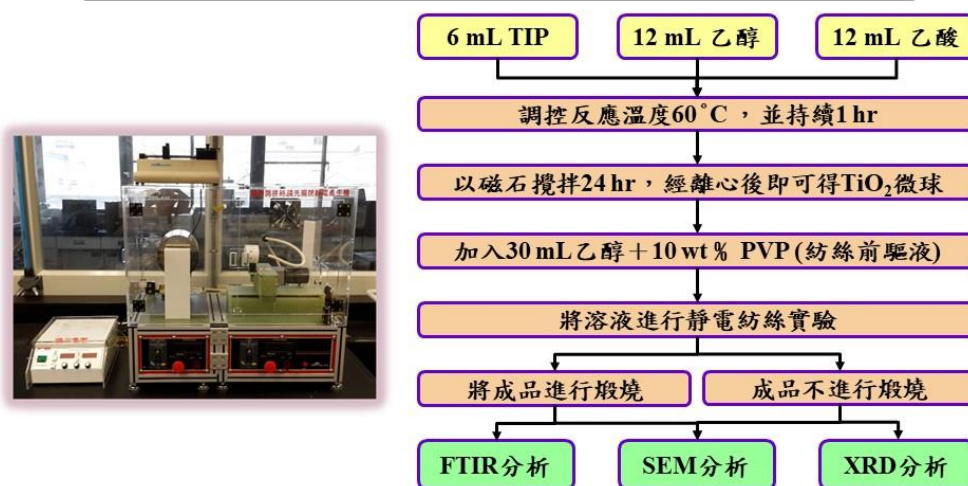 6 mL TIP
12 mL 乙醇
12 mL 乙酸
調控反應溫度60°C，並持續1 hr
以磁石攪拌24 hr，經離心後即可得TiO₂微球
加入30 mL乙醇＋10 wt % PVP (紡絲前驅液)
將溶液進行靜電紡絲實驗
將成品進行煅燒
成品不進行煅燒
FTIR分析
SEM分析
XRD分析